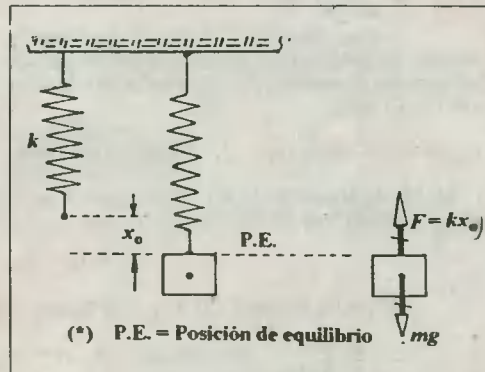 k
x₀
P.E.
F = kx₀)
mg
(*) P.E. = Posición de equilibrio